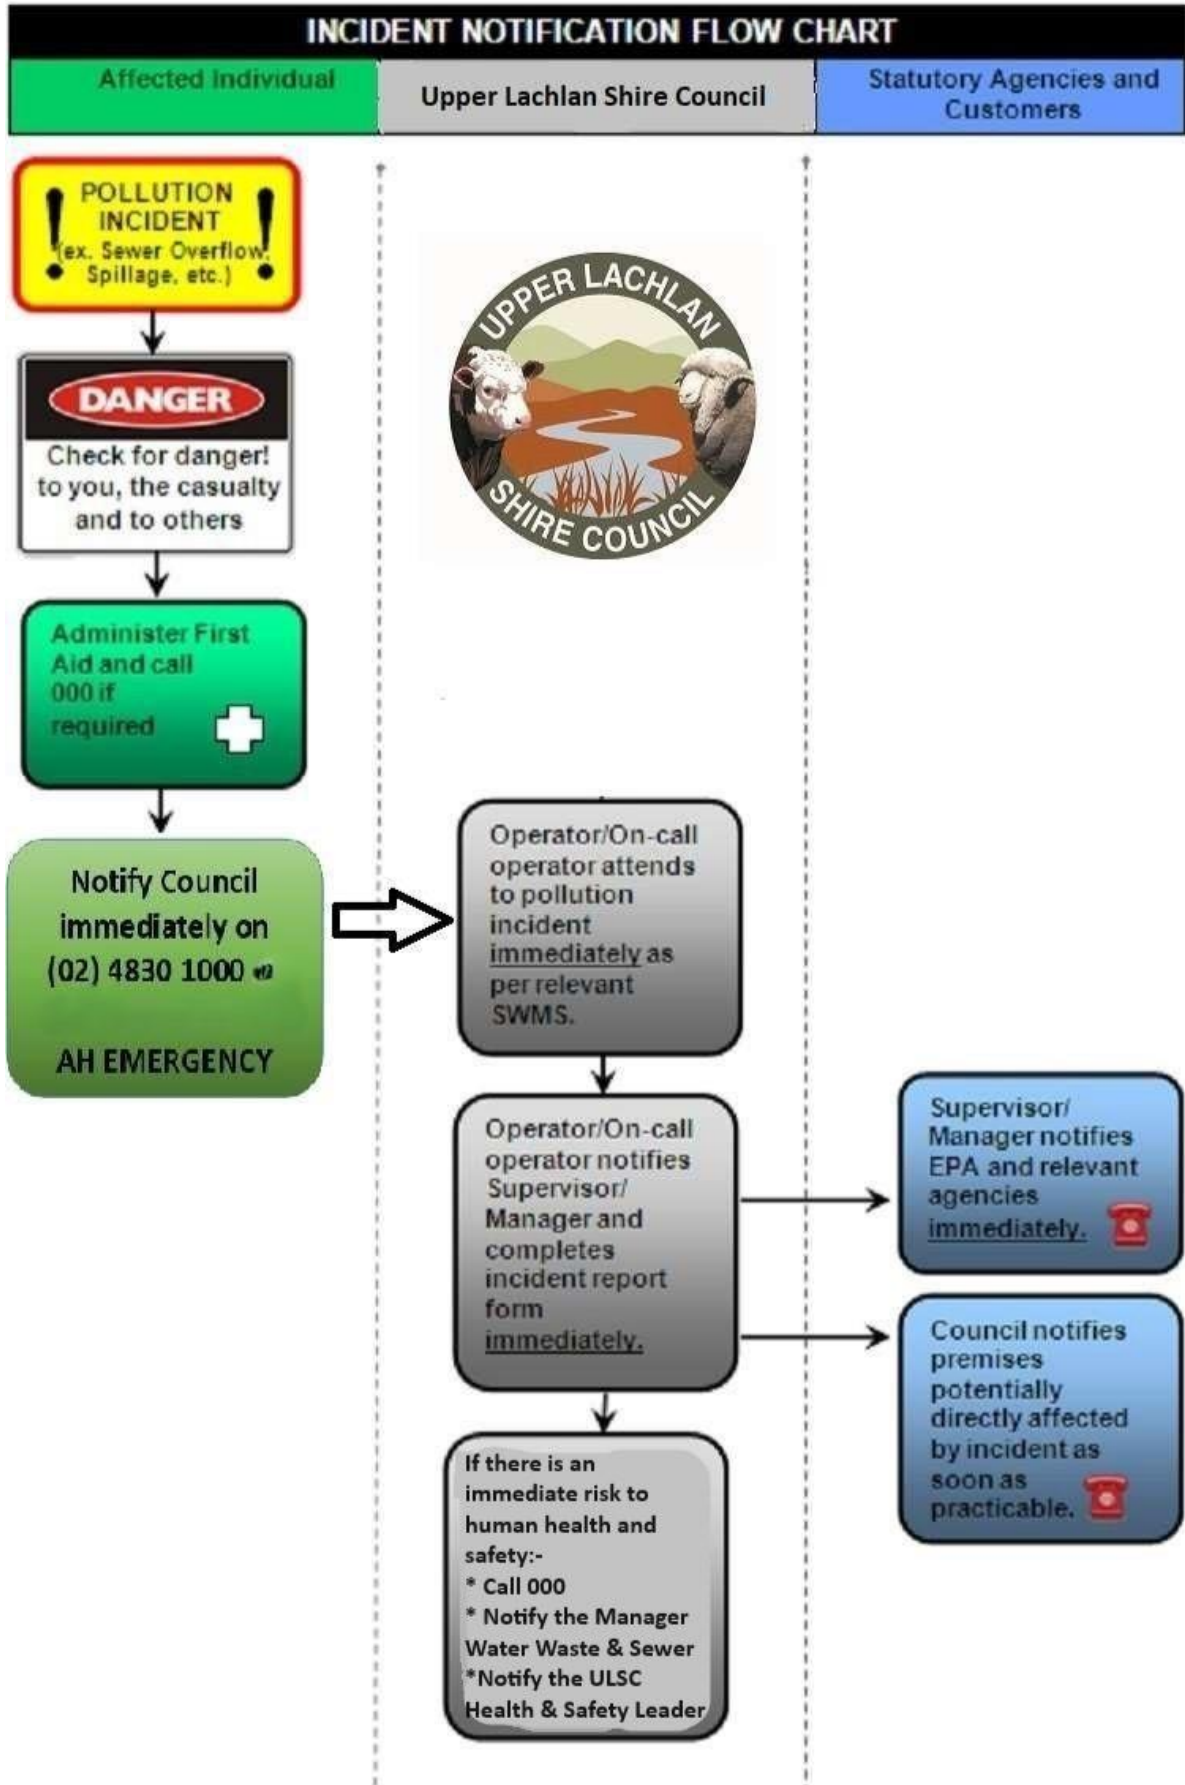 INCIDENT NOTIFICATION FLOW CHART
Affected Individual
Upper Lachlan Shire Council
Statutory Agencies and
Customers
! POLLUTION !
INCIDENT
(ex. Sewer Overflow,
Spillage, etc.)
DANGER
Check for danger!
to you, the casualty
and to others
Administer First
Aid and call
000 if
required
Notify Council
immediately on
(02) 4830 1000
AH EMERGENCY
UPPER LACHLAN
SHIRE COUNCIL
Operator/On-call
operator attends
to pollution
incident
immediately as
per relevant
SWMS.
Operator/On-call
operator notifies
Supervisor/
Manager and
completes
incident report
form
immediately.
If there is an
immediate risk to
human health and
safety:-
* Call 000
* Notify the Manager
Water Waste & Sewer
*Notify the ULSC
Health & Safety Leader
Supervisor/
Manager notifies
EPA and relevant
agencies
immediately.
Council notifies
premises
potentially
directly affected
by incident as
soon as
practicable.